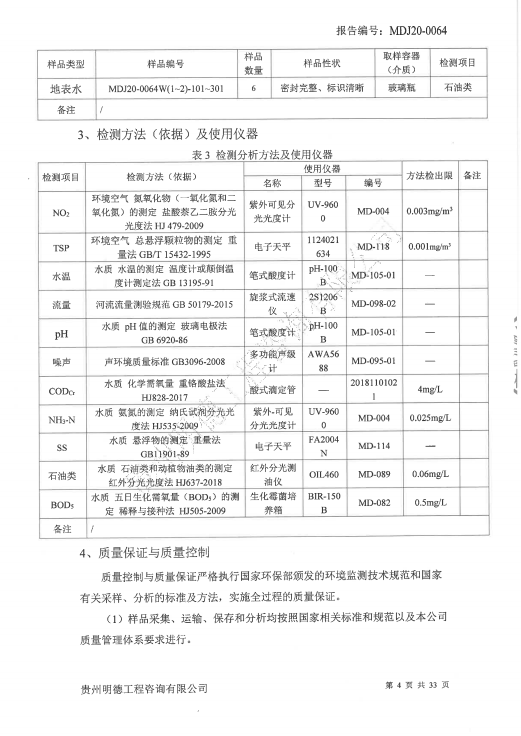 报告编号：MDJ20-0064
样品类型 样品编号 样品数量 样品性状 取样容器（介质） 检测项目
地表水 MDJ20-0064W(1~2)-101~301 6 密封完整、标识清晰 玻璃瓶 石油类
备注 /
3、检测方法（依据）及使用仪器
表 3 检测分析方法及使用仪器
检测项目 检测方法（依据） 使用仪器 方法检出限 备注
名称 型号 编号
NO₂ 环境空气 氮氧化物（一氧化氮和二氧化氮）的测定 盐酸萘乙二胺分光光度法 HJ 479-2009 紫外可见分光光度计 UV-9600 MD-004 0.003mg/m³
TSP 环境空气 总悬浮颗粒物的测定 重量法 GB/T 15432-1995 电子天平 1124021634 MD-118 0.001mg/m³
水温 水质 水温的测定 温度计或颠倒温度计测定法 GB 13195-91 笔式酸度计 pH-100B MD-105-01 —
流量 河流流量测验规范 GB 50179-2015 旋浆式流速仪 2S1206B MD-098-02 —
pH 水质 pH 值的测定 玻璃电极法 GB 6920-86 笔式酸度计 pH-100B MD-105-01 —
噪声 声环境质量标准 GB3096-2008 多功能声级计 AWA5688 MD-095-01 —
CODCr 水质 化学需氧量 重铬酸盐法 HJ828-2017 酸式滴定管 — 20181101021 4mg/L
NH₃-N 水质 氨氮的测定 纳氏试剂分光光度法 HJ535-2009 紫外-可见分光光度计 UV-9600 MD-004 0.025mg/L
SS 水质 悬浮物的测定 重量法 GB11901-89 电子天平 FA2004N MD-114 —
石油类 水质 石油类和动植物油类的测定 红外分光光度法 HJ637-2018 红外分光测油仪 OIL460 MD-089 0.06mg/L
BOD₅ 水质 五日生化需氧量（BOD₅）的测定 稀释与接种法 HJ505-2009 生化霉菌培养箱 BIR-150B MD-082 0.5mg/L
备注 /
4、质量保证与质量控制
质量控制与质量保证严格执行国家环保部颁发的环境监测技术规范和国家
有关采样、分析的标准及方法，实施全过程的质量保证。
（1）样品采集、运输、保存和分析均按照国家相关标准和规范以及本公司
质量管理体系要求进行。
贵州明德工程咨询有限公司
第 4 页 共 33 页